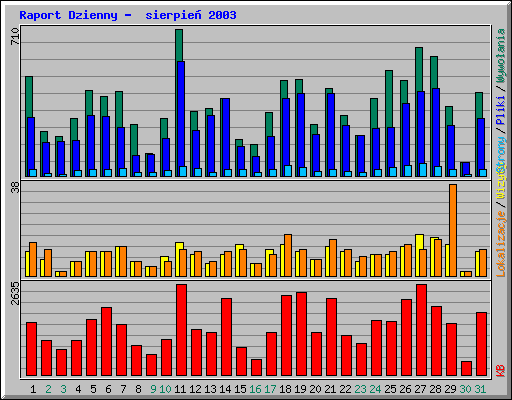 Raport Dzienny -  sierpień 2003
710
38
2635
Wywolania / Pliki / Strony
Wizyt / Lokalizacje
KB
1 2 3 4 5 6 7 8 9 10 11 12 13 14 15 16 17 18 19 20 21 22 23 24 25 26 27 28 29 30 31